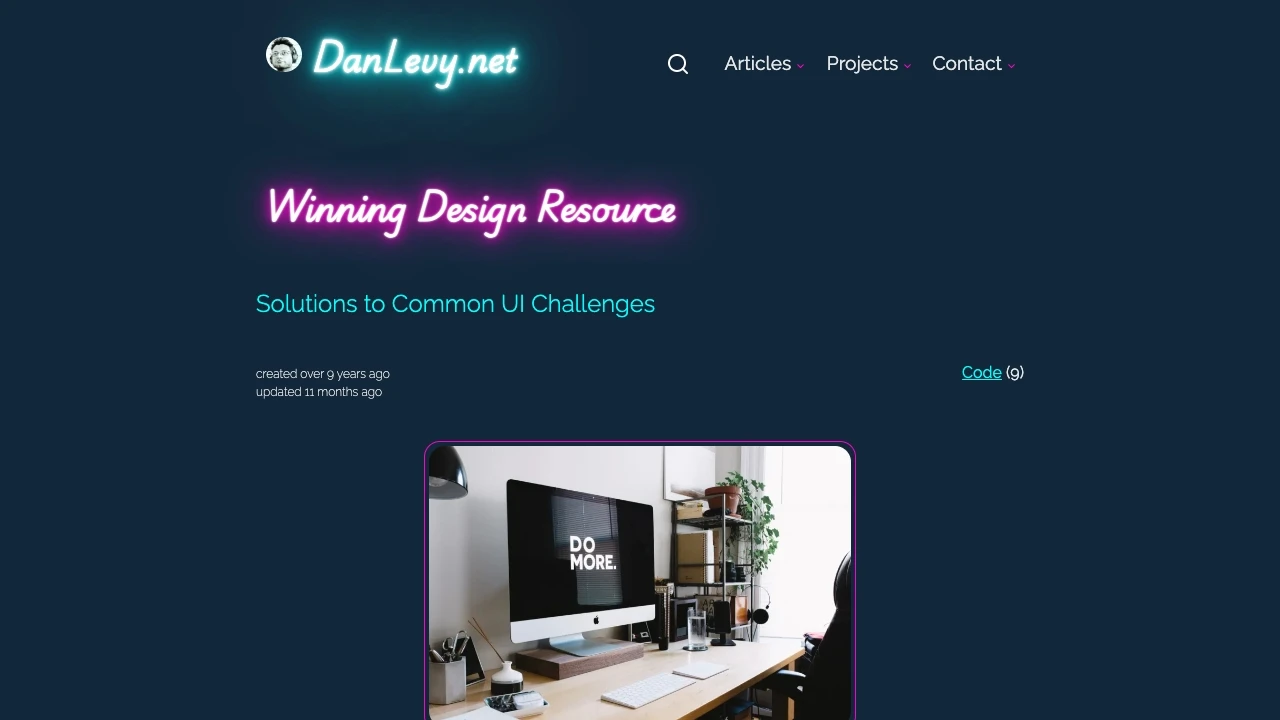 DanLevy.net
Articles
Projects
Contact
Winning Design Resource
Solutions to Common UI Challenges
created over 9 years ago
updated 11 months ago
Code (9)
DO
MORE.